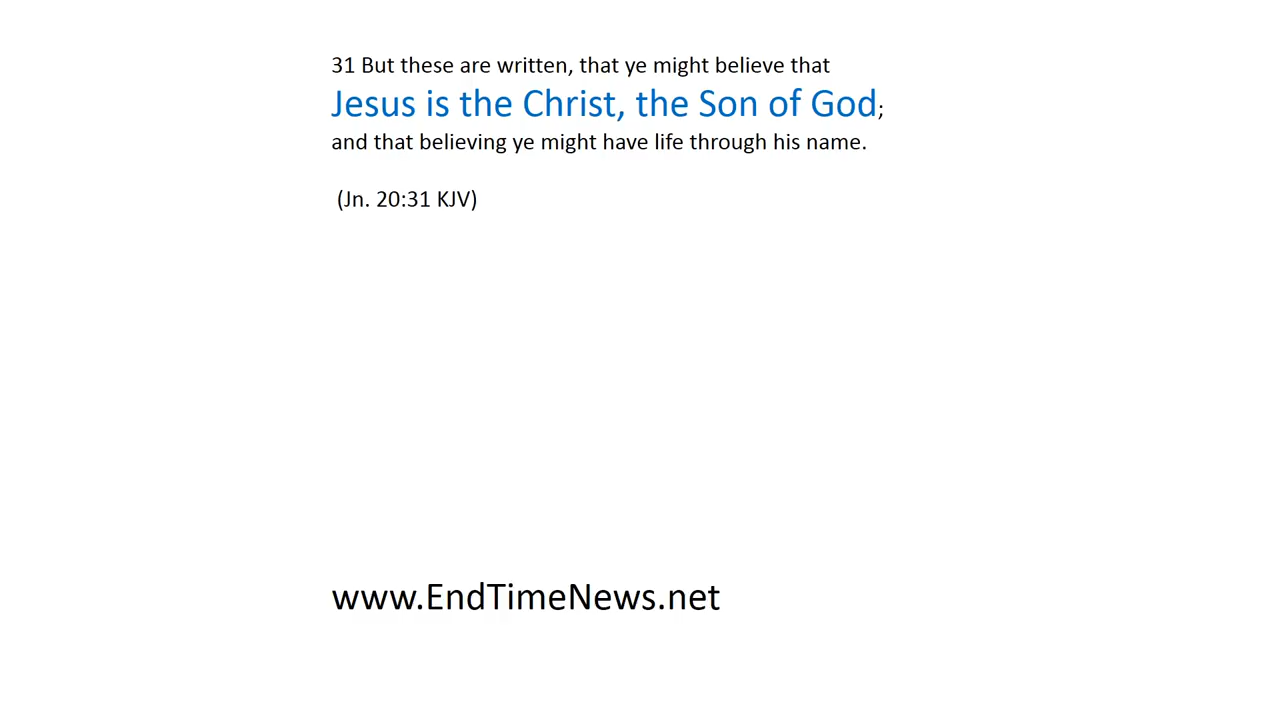 31 But these are written, that ye might believe that
Jesus is the Christ, the Son of God;
and that believing ye might have life through his name.
(Jn. 20:31 KJV)
www.EndTimeNews.net